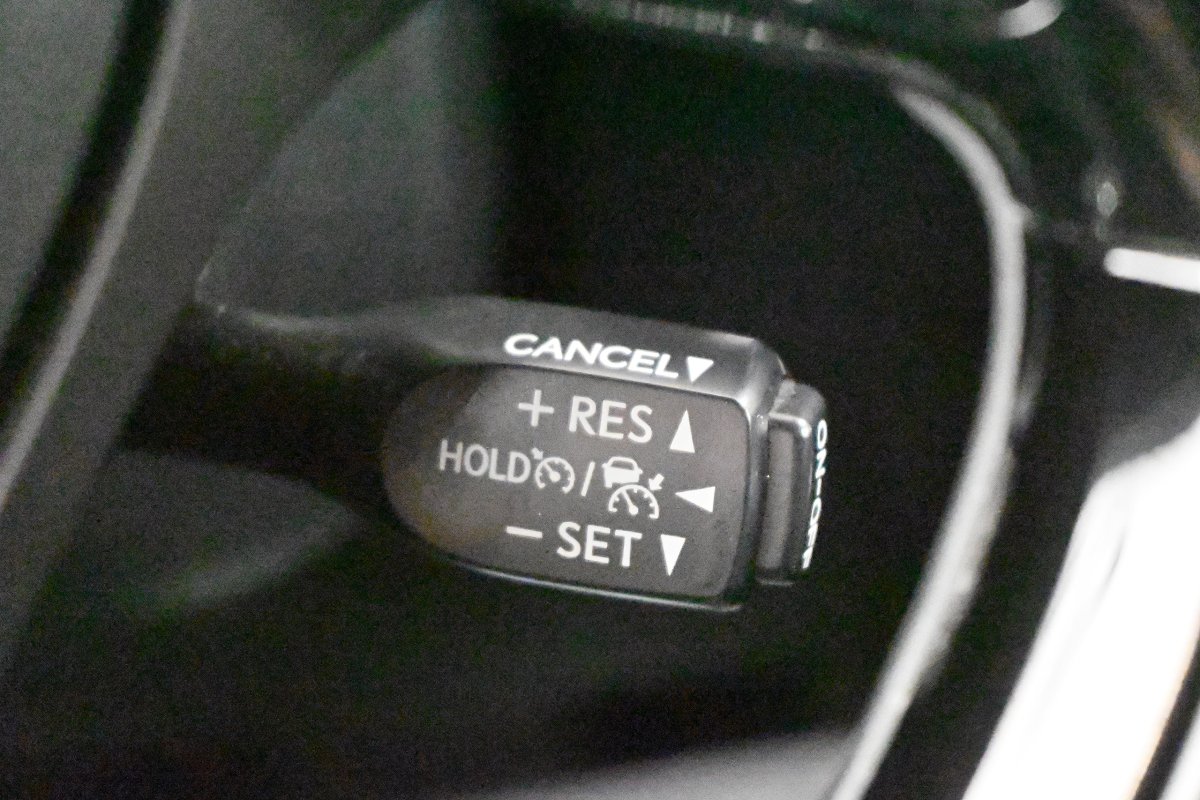 CANCEL▼
+ RES ▲
HOLD / ◀
− SET ▼
ON-OFF